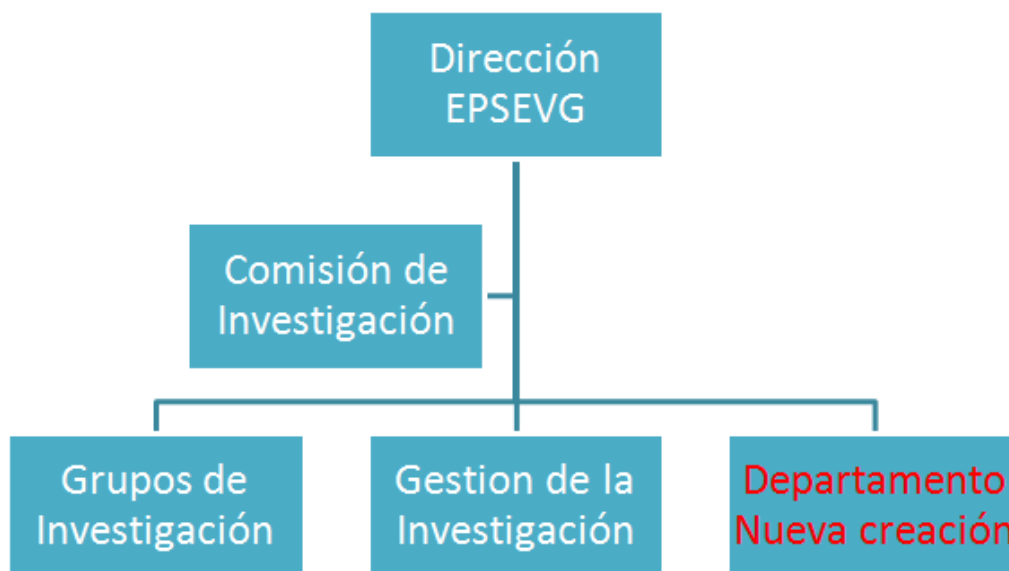 Dirección
EPSEVG
Comisión de
Investigación
Grupos de
Investigación
Gestion de la
Investigación
Departamento
Nueva creación